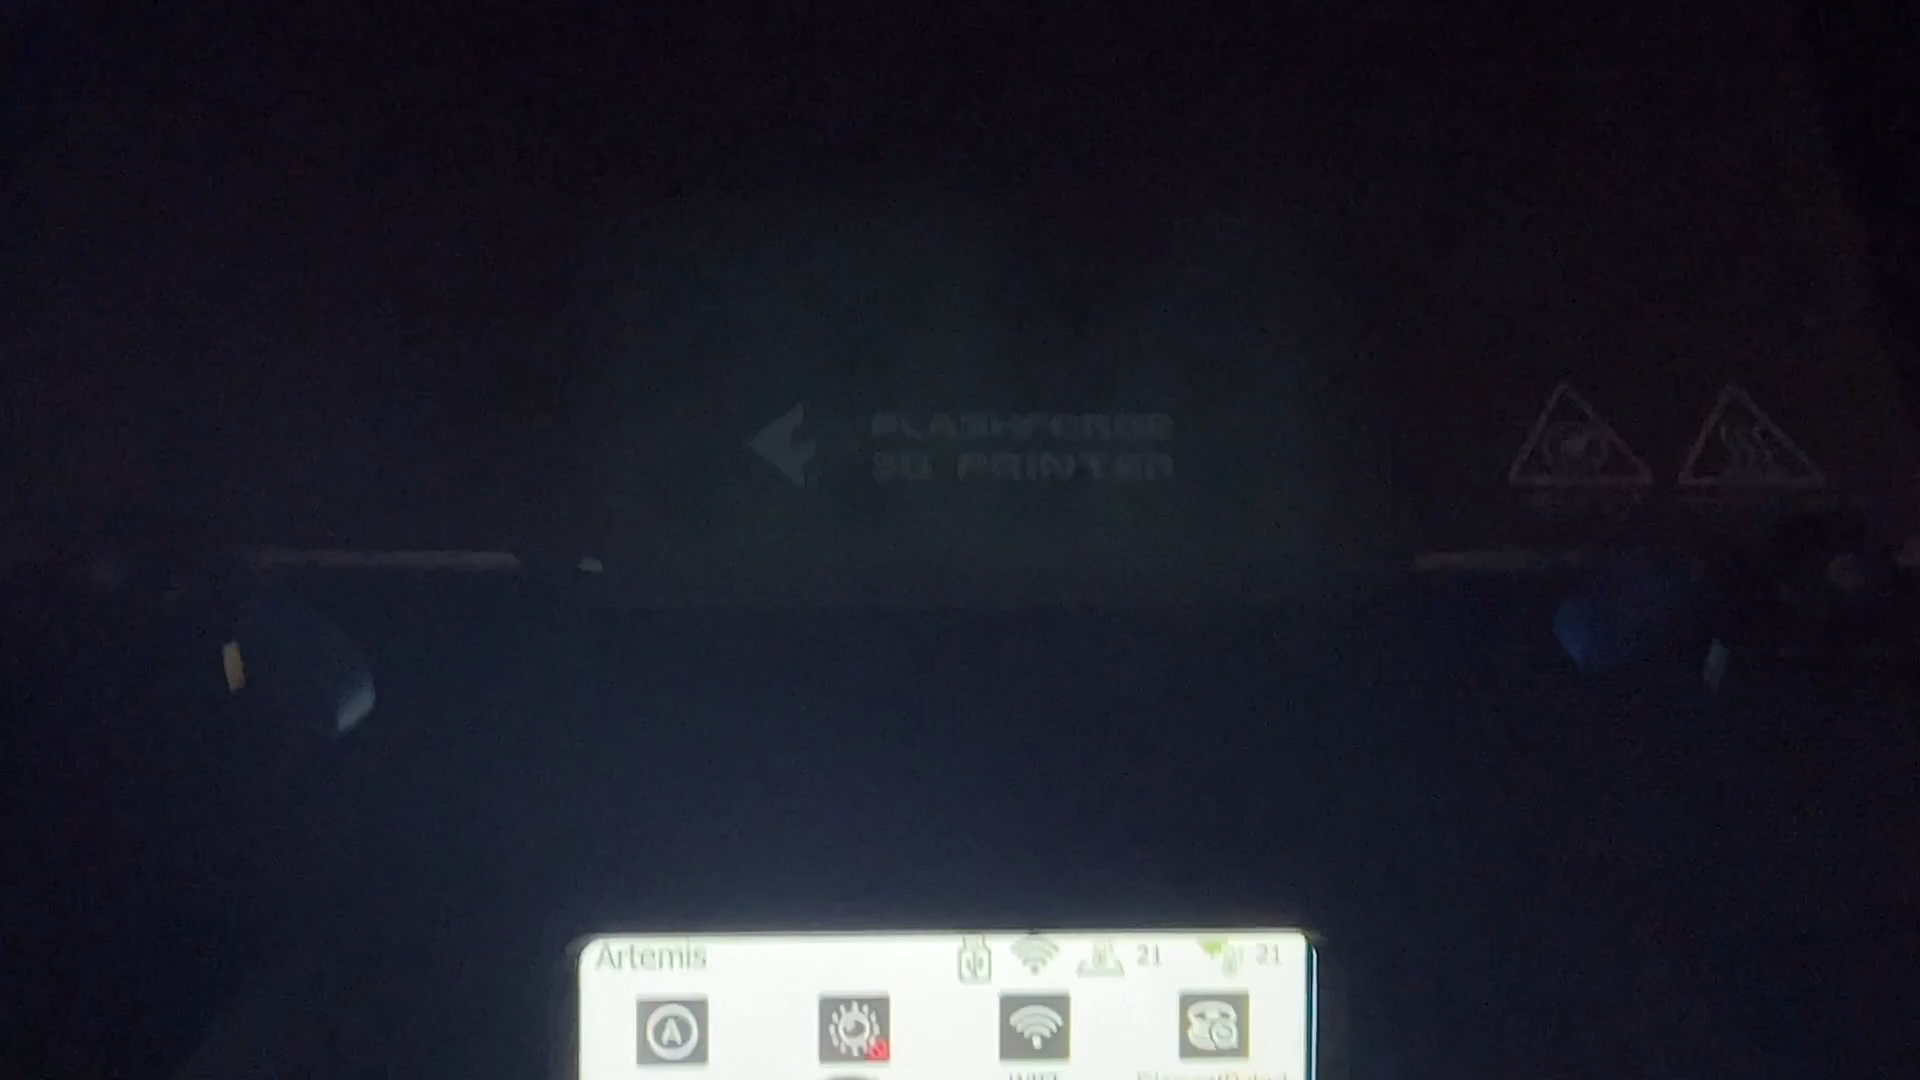 FLASHFORGE
3D PRINTER
Artemis
21
21
A